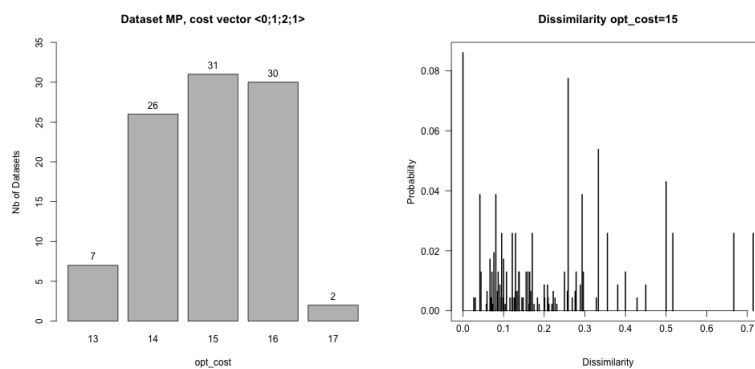 Dataset MP, cost vector <0;1;2;1>
Nb of Datasets
35
30
25
20
15
10
5
0
7
26
31
30
2
13 14 15 16 17
opt_cost
Dissimilarity opt_cost=15
Probability
0.08
0.06
0.04
0.02
0.00
0.0 0.1 0.2 0.3 0.4 0.5 0.6 0.7
Dissimilarity